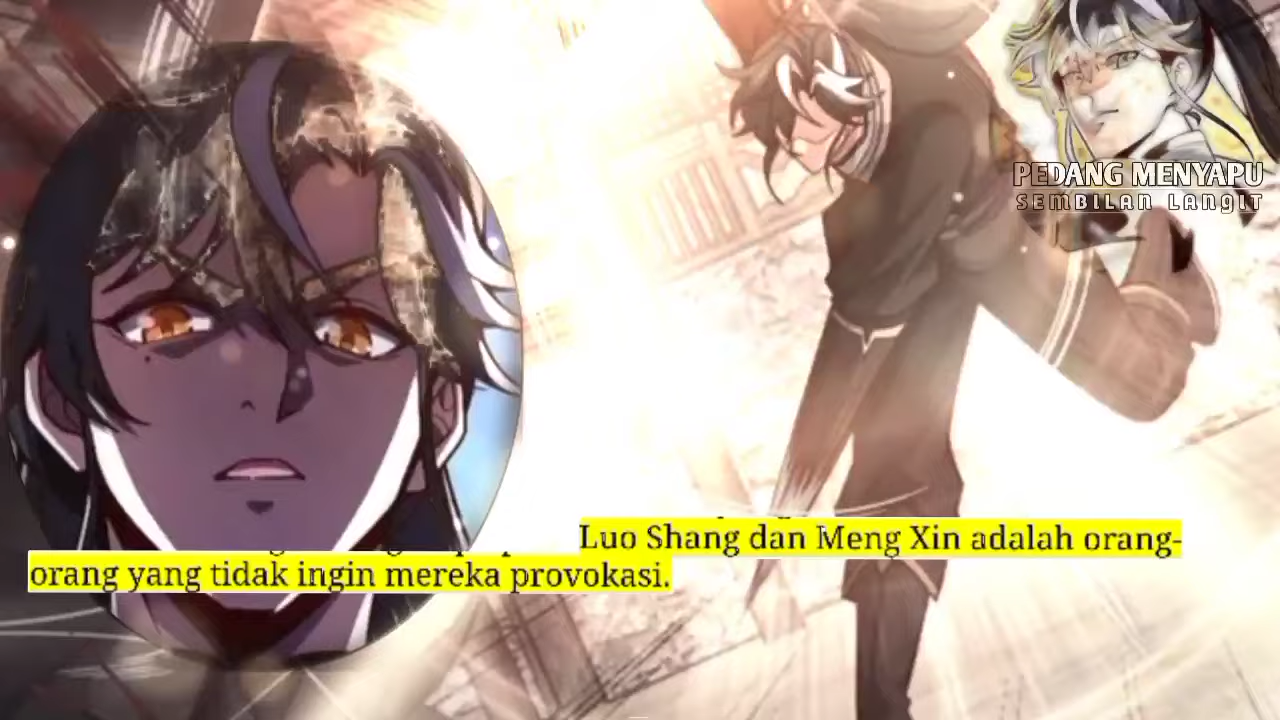 PEDANG MENYAPU
SEMBILAN LANGIT
Luo Shang dan Meng Xin adalah orang-
orang yang tidak ingin mereka provokasi.